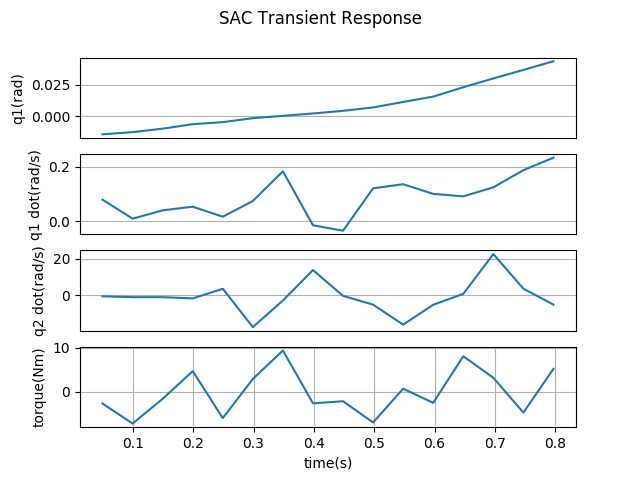 SAC Transient Response
q1(rad)
0.025
0.000
q1 dot(rad/s)
0.2
0.0
q2 dot(rad/s)
20
0
torque(Nm)
10
0
0.1 0.2 0.3 0.4 0.5 0.6 0.7 0.8
time(s)